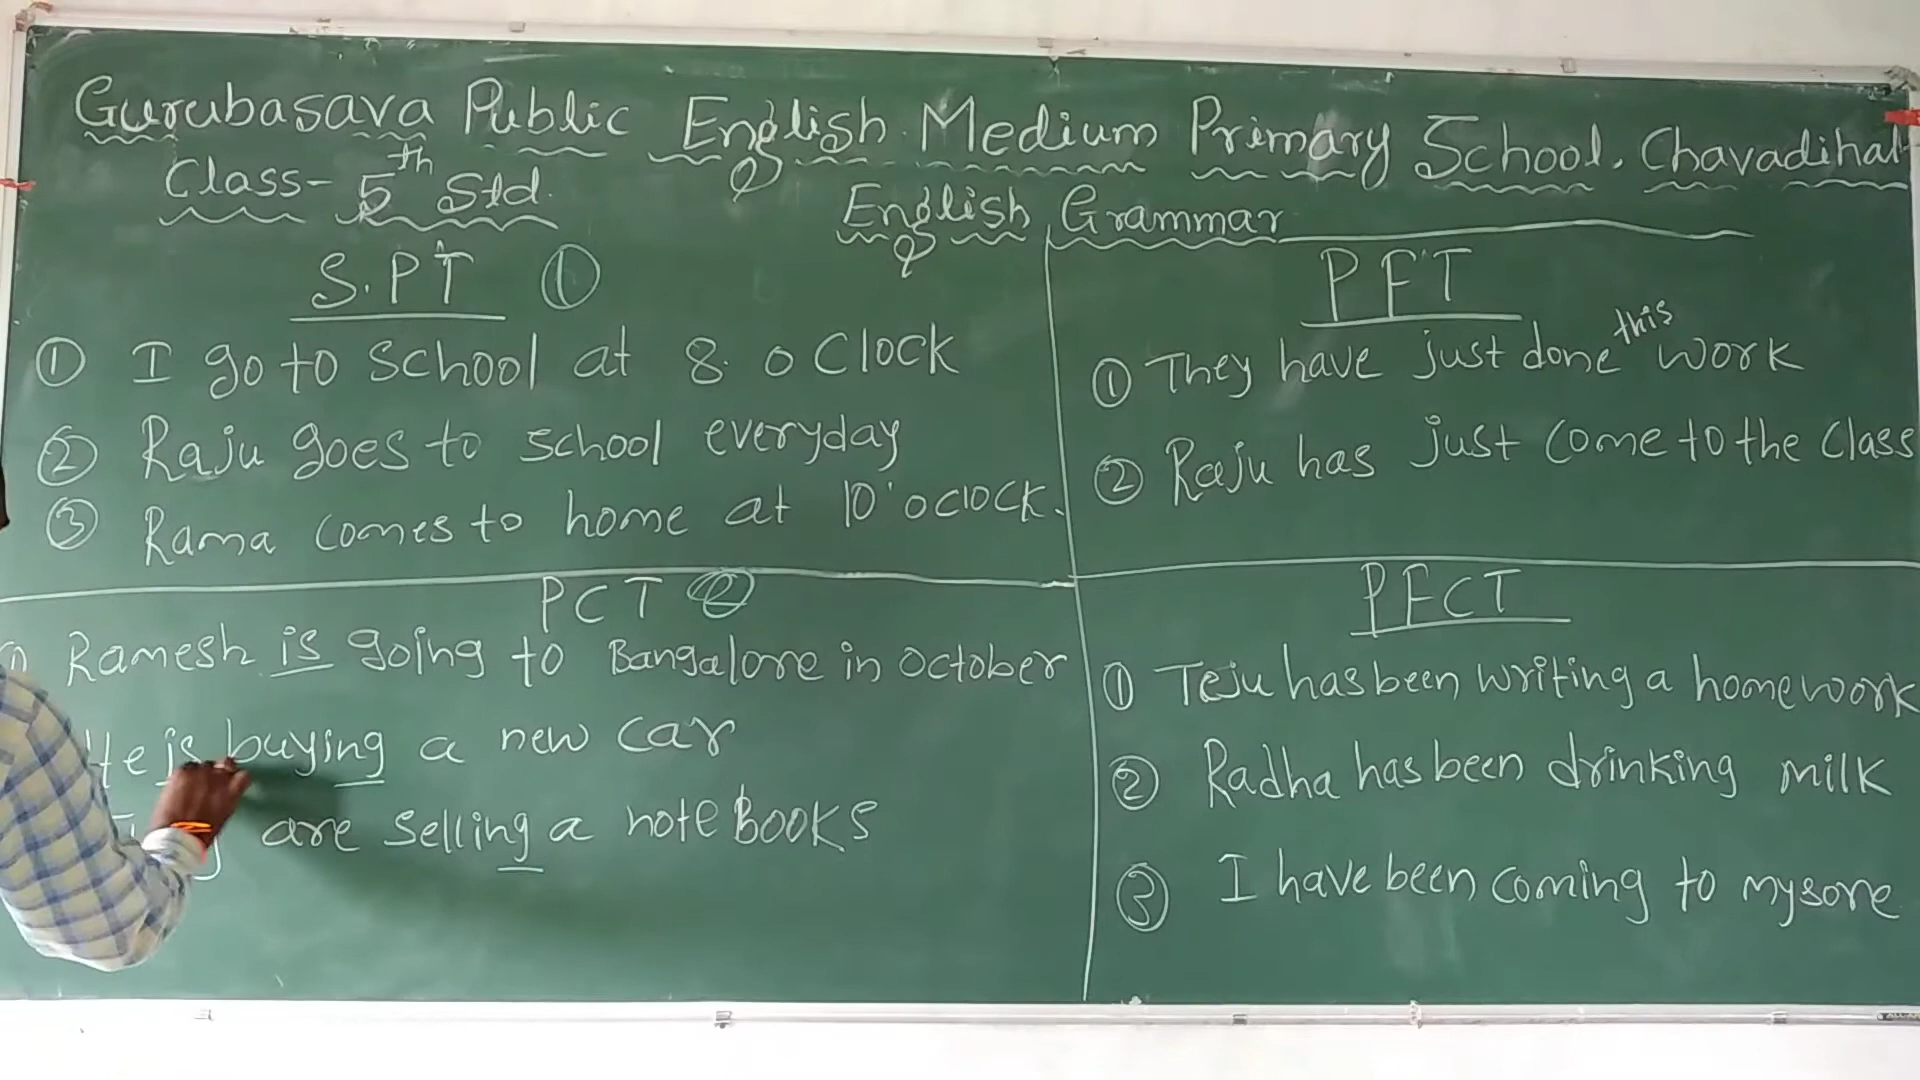 Gurubasava Public English Medium Primary School. Chavadihal
Class- 5th Std.
English Grammar
S.PT ①
① I go to School at 8. o Clock
② Raju goes to school everyday
③ Rama comes to home at 10'oclock.
PCT ②
Ramesh is going to Bangalore in october
He is buying a new car
are selling a note Books
PFT
① They have just done this work
② Raju has just come to the Class
PFCT
① Teju has been writing a homework
② Radha has been drinking milk
③ I have been coming to mysore